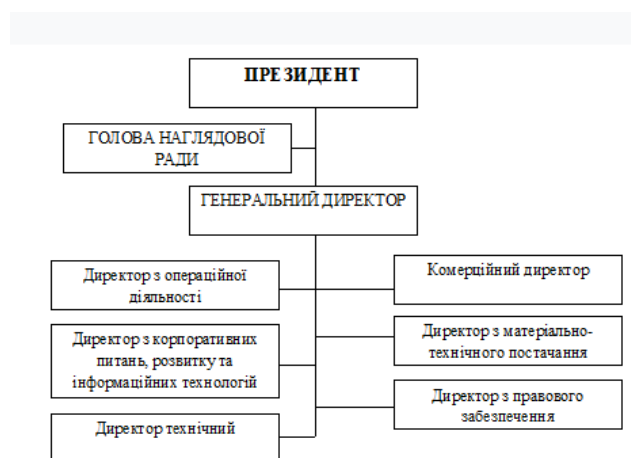 ПРЕЗИДЕНТ
ГОЛОВА НАГЛЯДОВОЇ
РАДИ
ГЕНЕРАЛЬНИЙ ДИРЕКТОР
Директор з операційної
діяльності
Комерційний директор
Директор з корпоративних
питань, розвитку та
інформаційних технологій
Директор з матеріально-
технічного постачання
Директор технічний
Директор з правового
забезпечення